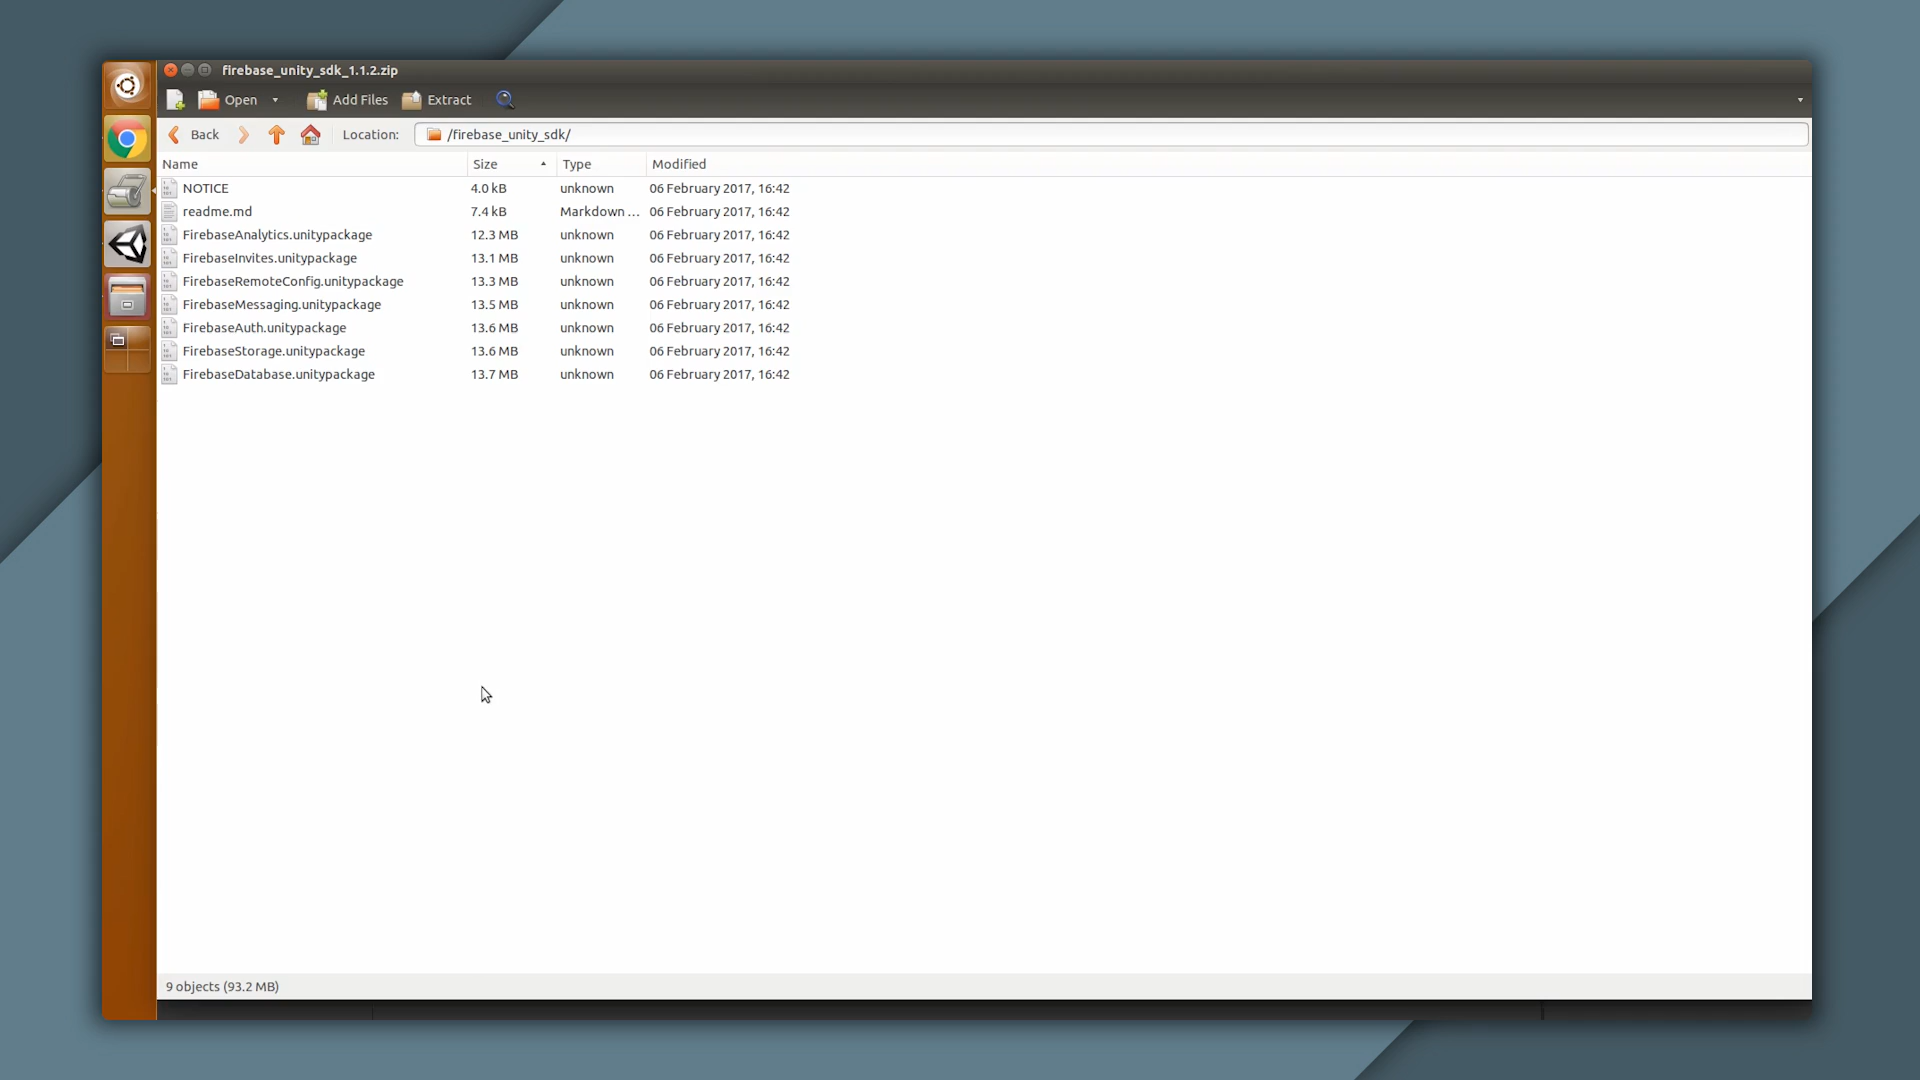 firebase_unity_sdk_1.1.2.zip
Open Add Files Extract
Back Location: /firebase_unity_sdk/
Name Size Type Modified
NOTICE 4.0 kB unknown 06 February 2017, 16:42
readme.md 7.4 kB Markdown ... 06 February 2017, 16:42
FirebaseAnalytics.unitypackage 12.3 MB unknown 06 February 2017, 16:42
FirebaseInvites.unitypackage 13.1 MB unknown 06 February 2017, 16:42
FirebaseRemoteConfig.unitypackage 13.3 MB unknown 06 February 2017, 16:42
FirebaseMessaging.unitypackage 13.5 MB unknown 06 February 2017, 16:42
FirebaseAuth.unitypackage 13.6 MB unknown 06 February 2017, 16:42
FirebaseStorage.unitypackage 13.6 MB unknown 06 February 2017, 16:42
FirebaseDatabase.unitypackage 13.7 MB unknown 06 February 2017, 16:42
9 objects (93.2 MB)